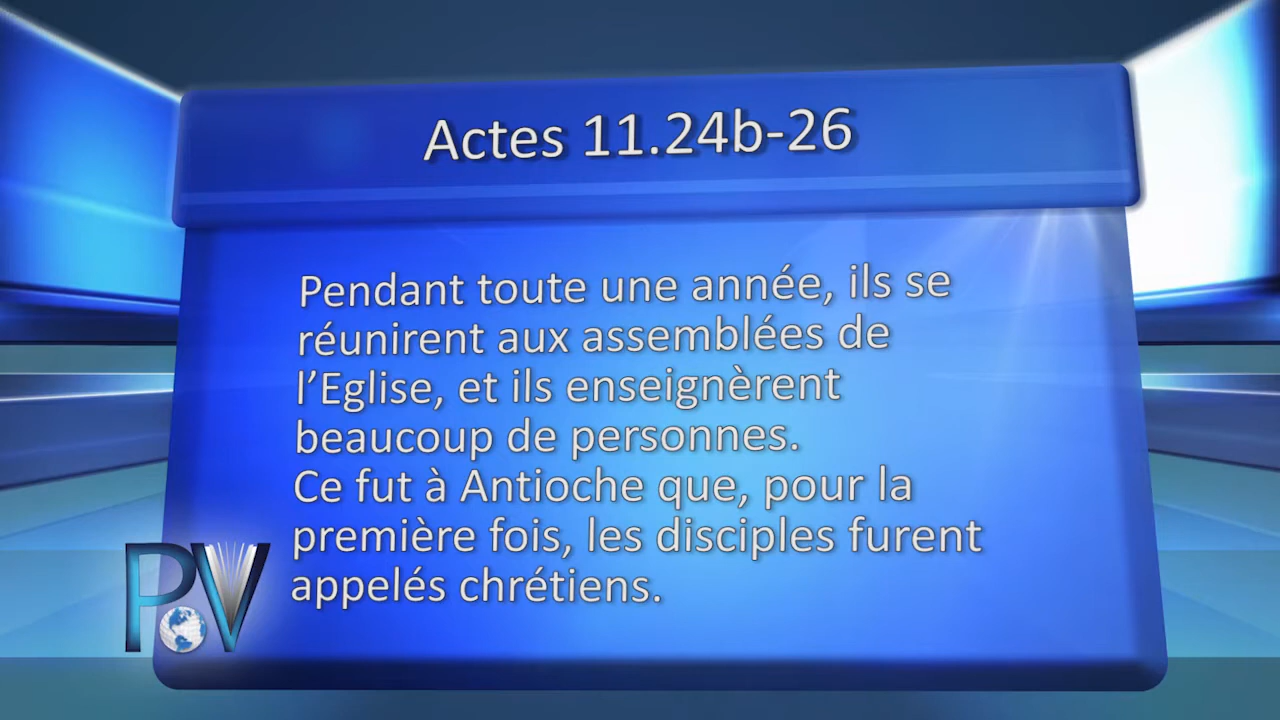 Actes 11.24b-26
Pendant toute une année, ils se
réunirent aux assemblées de
l’Eglise, et ils enseignèrent
beaucoup de personnes.
Ce fut à Antioche que, pour la
première fois, les disciples furent
appelés chrétiens.
PoV